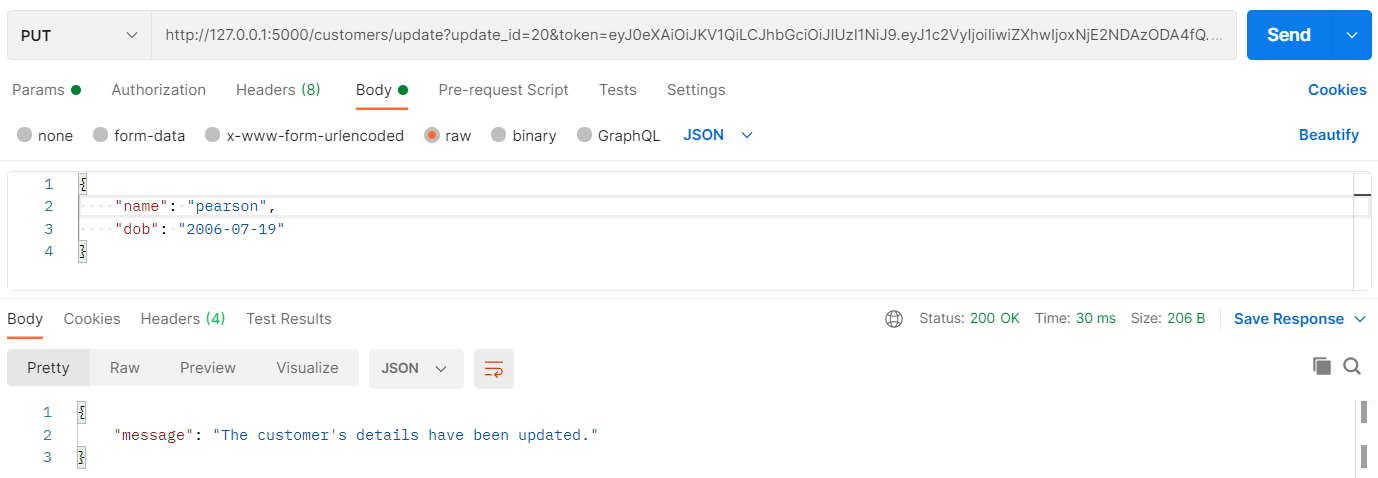 PUT http://127.0.0.1:5000/customers/update?update_id=20&token=eyJ0eXAiOiJKV1QiLCJhbGciOiJIUzI1NiJ9.eyJ1c2VyIjoiIiwiZXhwIjoxNjE2NDAzODA4fQ. ... Send
Params Authorization Headers (8) Body Pre-request Script Tests Settings Cookies
none form-data x-www-form-urlencoded raw binary GraphQL JSON Beautify
1 {
2 "name": "pearson",
3 "dob": "2006-07-19"
4 }
Body Cookies Headers (4) Test Results Status: 200 OK Time: 30 ms Size: 206 B Save Response
Pretty Raw Preview Visualize JSON
1 {
2 "message": "The customer's details have been updated."
3 }